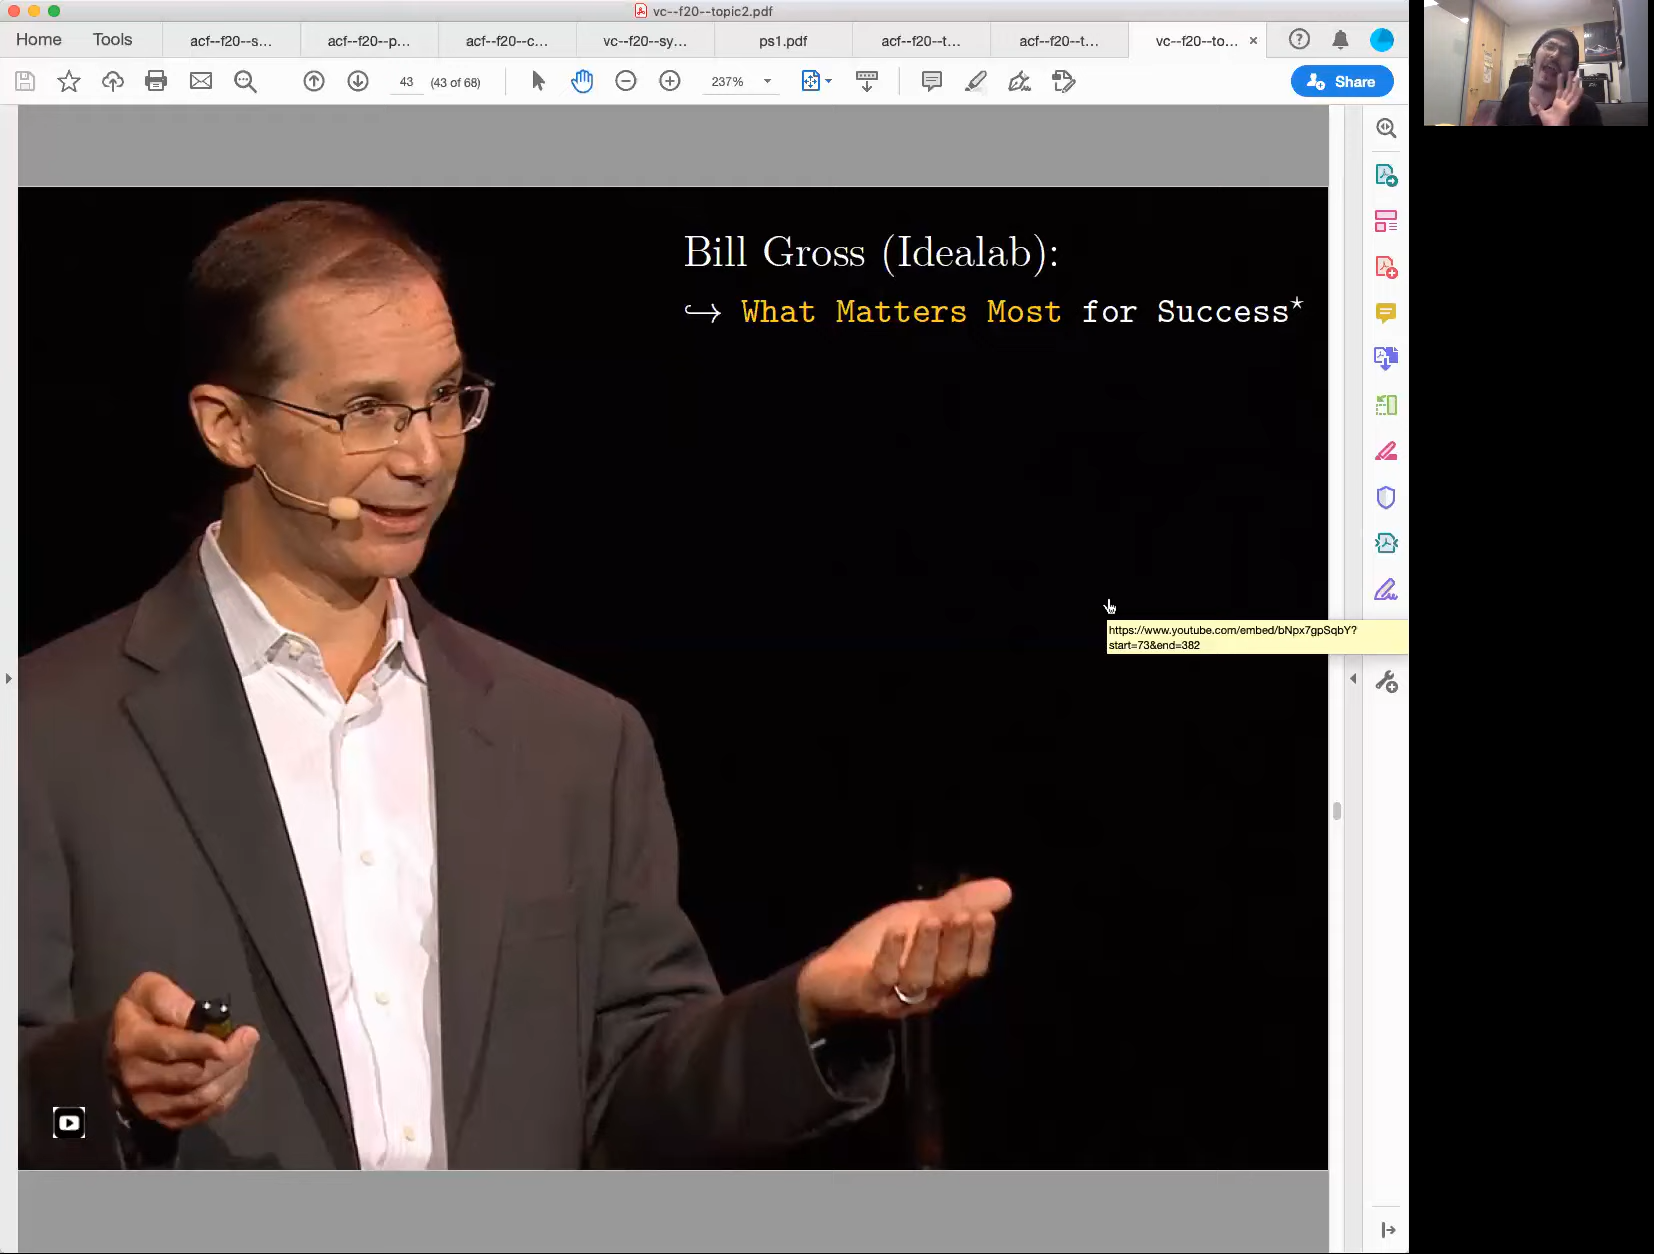 vc--f20--topic2.pdf
Home Tools acf--f20--s... acf--f20--p... acf--f20--c... vc--f20--sy... ps1.pdf acf--f20--t... acf--f20--t... vc--f20--to... ×
43 (43 of 68) 237% Share
Bill Gross (Idealab):
↪ What Matters Most for Success*
https://www.youtube.com/embed/bNpx7gpSqbY?
start=73&end=382